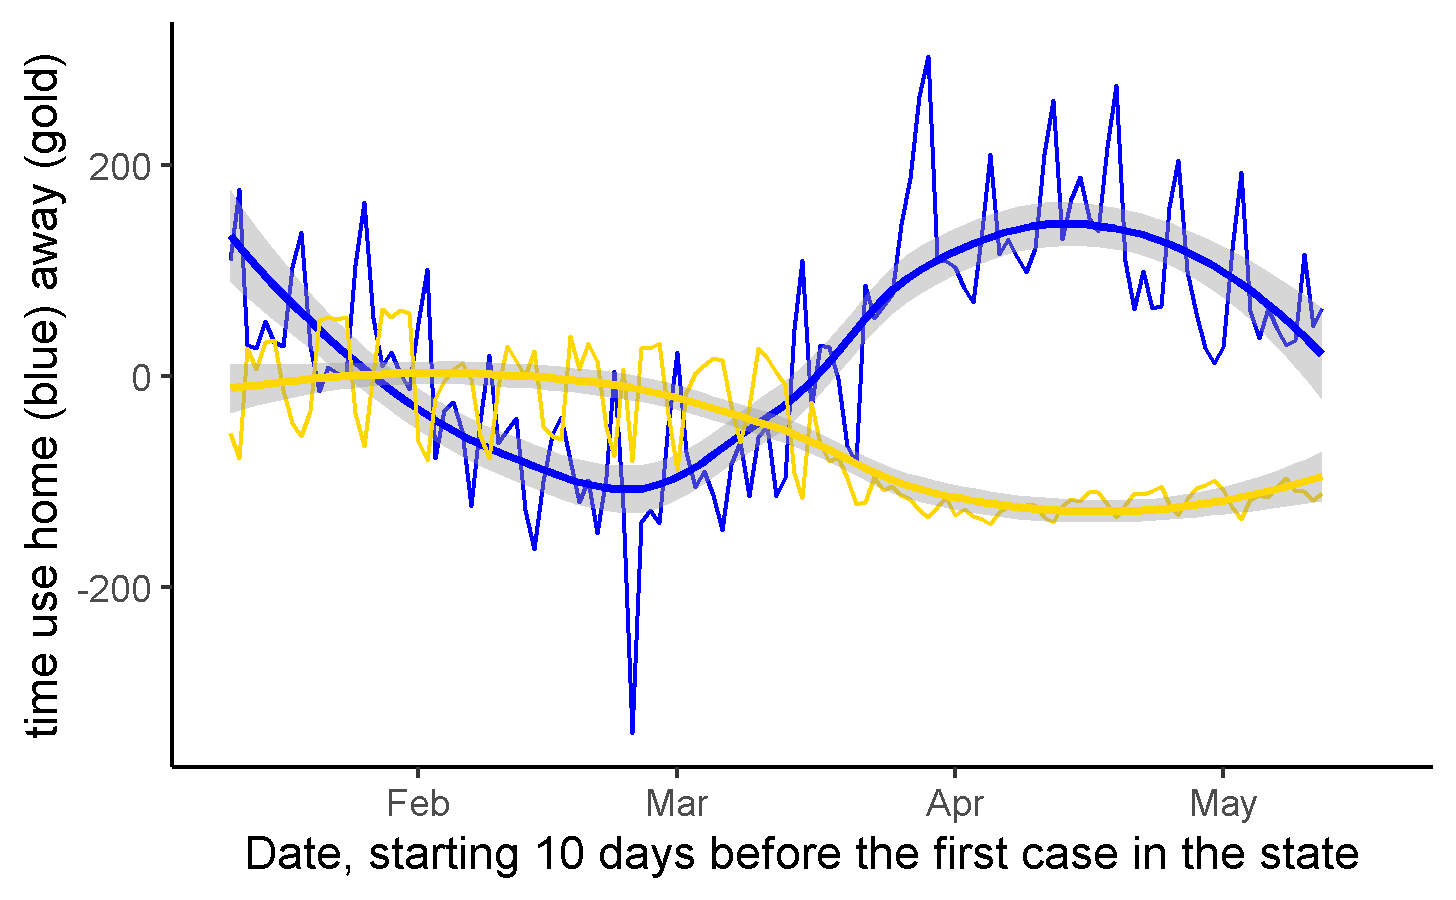 time use home (blue) away (gold)
200
0
-200
Feb
Mar
Apr
May
Date, starting 10 days before the first case in the state